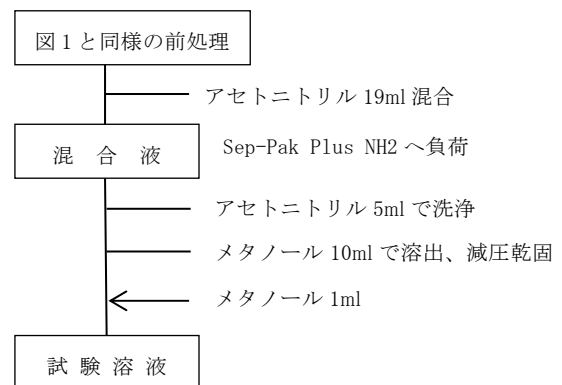 図1と同様の前処理
アセトニトリル 19ml 混合
混 合 液
Sep-Pak Plus NH2 へ負荷
アセトニトリル 5ml で洗浄
メタノール 10ml で溶出、減圧乾固
メタノール 1ml
試 験 溶 液